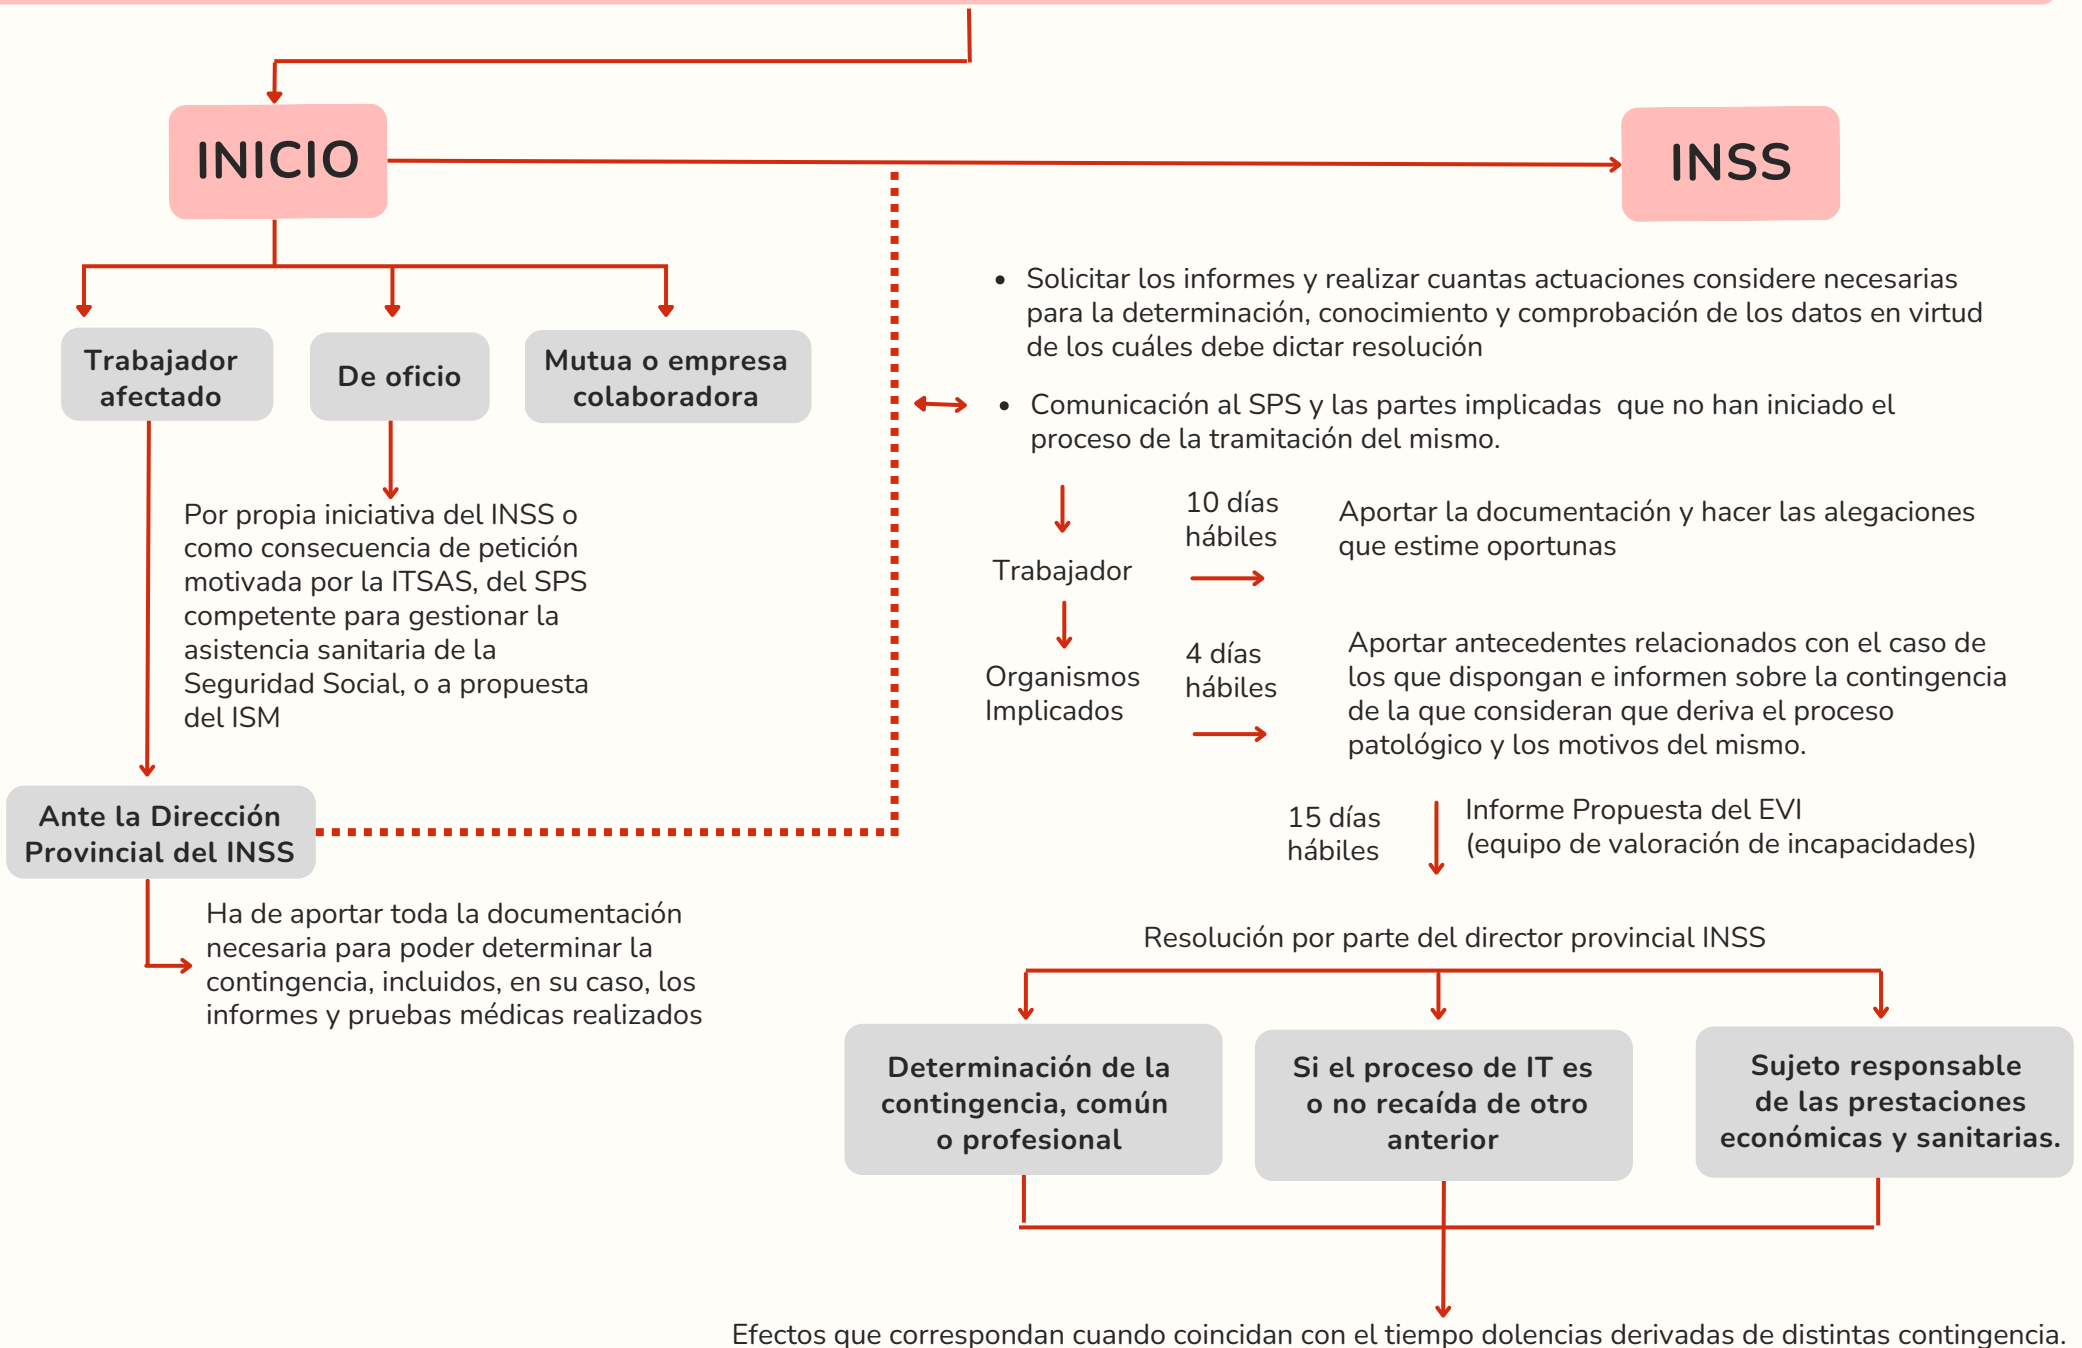 INICIO
INSS
Trabajador
afectado
De oficio
Mutua o empresa
colaboradora
Por propia iniciativa del INSS o
como consecuencia de petición
motivada por la ITSAS, del SPS
competente para gestionar la
asistencia sanitaria de la
Seguridad Social, o a propuesta
del ISM
Ante la Dirección
Provincial del INSS
Ha de aportar toda la documentación
necesaria para poder determinar la
contingencia, incluidos, en su caso, los
informes y pruebas médicas realizados
• Solicitar los informes y realizar cuantas actuaciones considere necesarias
para la determinación, conocimiento y comprobación de los datos en virtud
de los cuáles debe dictar resolución
• Comunicación al SPS y las partes implicadas que no han iniciado el
proceso de la tramitación del mismo.
Trabajador
10 días
hábiles
Aportar la documentación y hacer las alegaciones
que estime oportunas
Organismos
Implicados
4 días
hábiles
Aportar antecedentes relacionados con el caso de
los que dispongan e informen sobre la contingencia
de la que consideran que deriva el proceso
patológico y los motivos del mismo.
15 días
hábiles
Informe Propuesta del EVI
(equipo de valoración de incapacidades)
Resolución por parte del director provincial INSS
Determinación de la
contingencia, común
o profesional
Si el proceso de IT es
o no recaída de otro
anterior
Sujeto responsable
de las prestaciones
económicas y sanitarias.
Efectos que correspondan cuando coincidan con el tiempo dolencias derivadas de distintas contingencia.